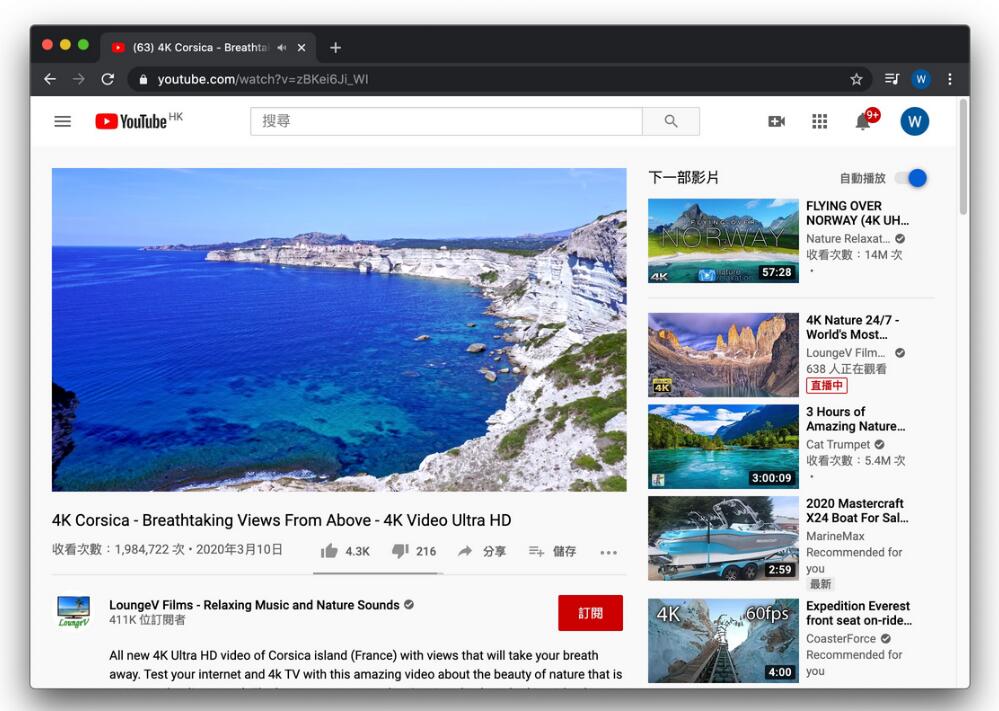 (63) 4K Corsica - Breathtai
youtube.com/watch?v=zBKei6Ji_WI
W
YouTube HK
搜尋
9+
W
4K Corsica - Breathtaking Views From Above - 4K Video Ultra HD
收看次數：1,984,722 次 • 2020年3月10日
4.3K
216
分享
儲存
LoungeV
LoungeV Films - Relaxing Music and Nature Sounds
411K 位訂閱者
訂閱
All new 4K Ultra HD video of Corsica island (France) with views that will take your breath
away. Test your internet and 4k TV with this amazing video about the beauty of nature that is
下一部影片
自動播放
FLYING OVER
NORWAY
4K
nature relaxation
57:28
FLYING OVER
NORWAY (4K UH...
Nature Relaxat...
收看次數：14M 次
4K
4K Nature 24/7 -
World's Most...
LoungeV Film...
638 人正在觀看
直播中
3:00:09
3 Hours of
Amazing Nature...
Cat Trumpet
收看次數：5.4M 次
2:59
2020 Mastercraft
X24 Boat For Sal...
MarineMax
Recommended for
you
最新
4K
60fps
4:00
Expedition Everest
front seat on-ride...
CoasterForce
Recommended for
you